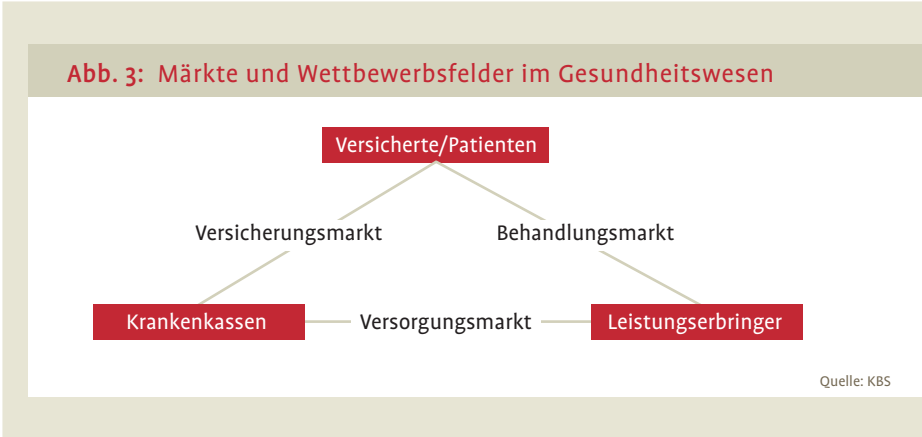 Abb. 3: Märkte und Wettbewerbsfelder im Gesundheitswesen
Versicherte/Patienten
Versicherungsmarkt
Behandlungsmarkt
Krankenkassen
Versorgungsmarkt
Leistungserbringer
Quelle: KBS